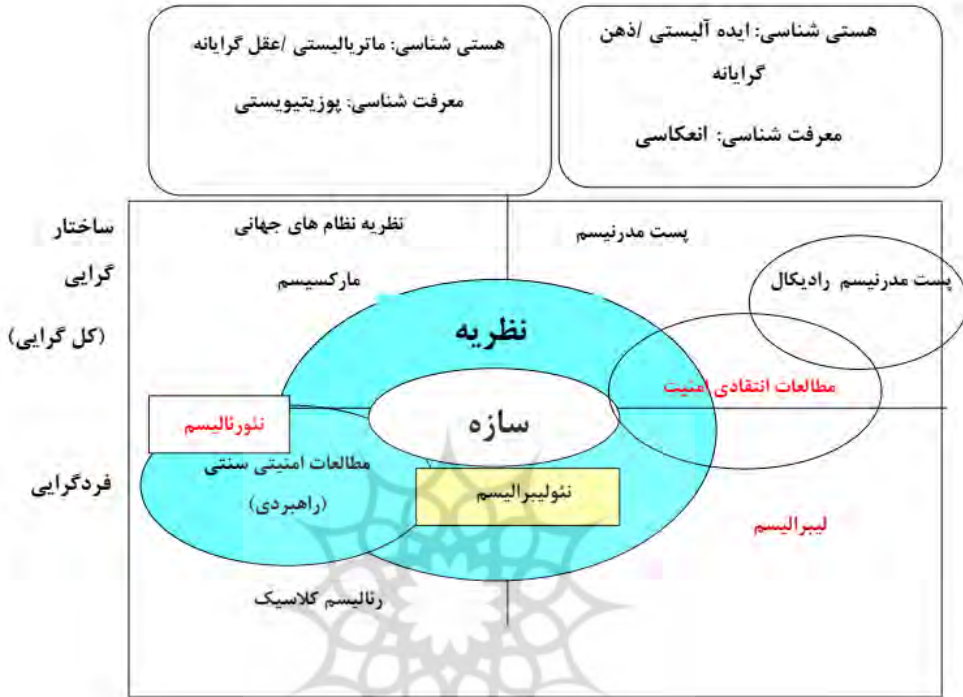 هستی شناسی: ایده آلیستی /ذهن
گرایانه
معرفت شناسی: انعکاسی
هستی شناسی: ماتریالیستی /عقل گرایانه
معرفت شناسی: پوزیتیویستی
ساختار
گرایی
(کل گرایی)
فردگرایی
پست مدرنیسم
نظریه نظام های جهانی
مارکسیسم
پست مدرنیسم رادیکال
نظریه
مطالعات انتقادی امنیت
سازه
نئورئالیسم
مطالعات امنیتی سنتی
(راهبردی)
نئولیبرالیسم
لیبرالیسم
رئالیسم کلاسیک